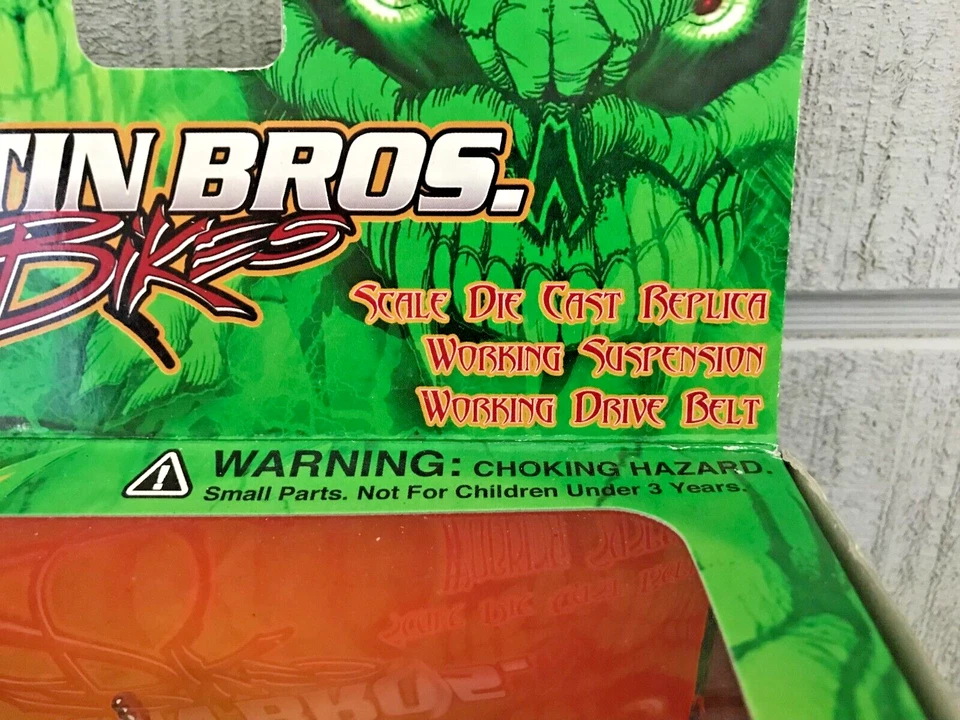 TIN BROS.
BIKES
SCALE DIE CAST REPLICA
WORKING SUSPENSION
WORKING DRIVE BELT
WARNING: CHOKING HAZARD.
Small Parts. Not For Children Under 3 Years.